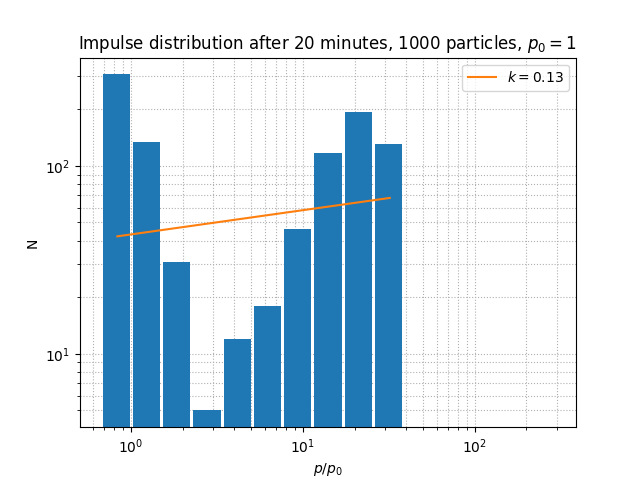 Impulse distribution after 20 minutes, 1000 particles, $p_0 = 1$
$k = 0.13$
N
$10^2$
$10^1$
$10^0$ $10^1$ $10^2$
$p/p_0$